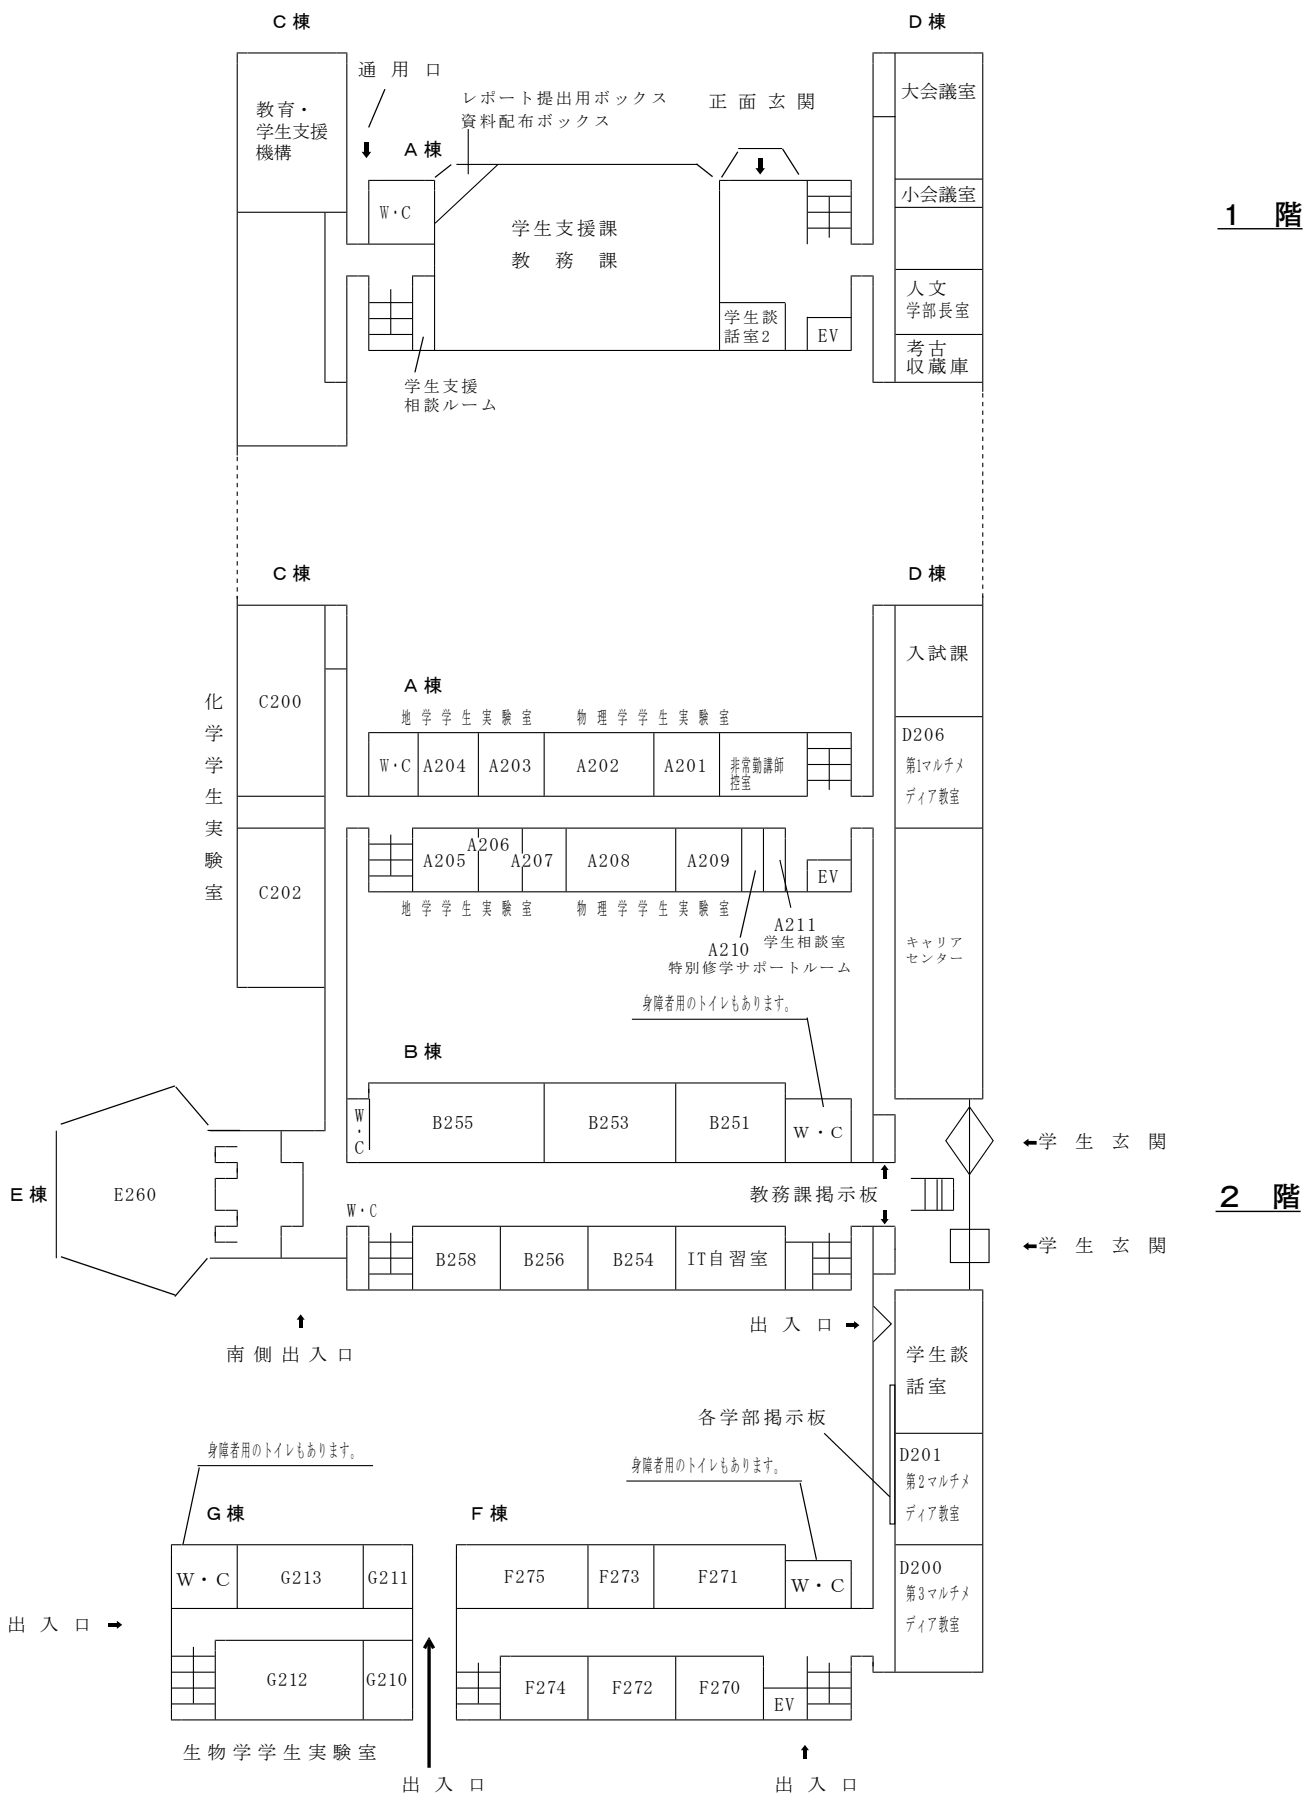 C棟
D棟
通用口
レポート提出用ボックス
資料配布ボックス
正面玄関
大会議室
教育・
学生支援
機構
A棟
小会議室
1 階
W・C
学生支援課
教務課
人文
学部長室
学生談
話室2
EV
考古
収蔵庫
学生支援
相談ルーム
C棟
D棟
入試課
A棟
化学学生実験室
C200
地学学生実験室
物理学学生実験室
D206
第1マルチメ
ディア教室
W・C
A204
A203
A202
A201
非常勤講師
控室
A205
A206
A207
A208
A209
EV
C202
地学学生実験室
物理学学生実験室
A211
学生相談室
A210
特別修学サポートルーム
キャリア
センター
身障者用のトイレもあります。
B棟
W・C
B255
B253
B251
W・C
←学生玄関
E棟
E260
教務課掲示板
2 階
W・C
B258
B256
B254
IT自習室
←学生玄関
南側出入口
出入口
学生談
話室
各学部掲示板
身障者用のトイレもあります。
身障者用のトイレもあります。
D201
第2マルチメ
ディア教室
G棟
F棟
W・C
G213
G211
F275
F273
F271
W・C
D200
第3マルチメ
ディア教室
出入口
G212
G210
F274
F272
F270
EV
生物学学生実験室
出入口
出入口